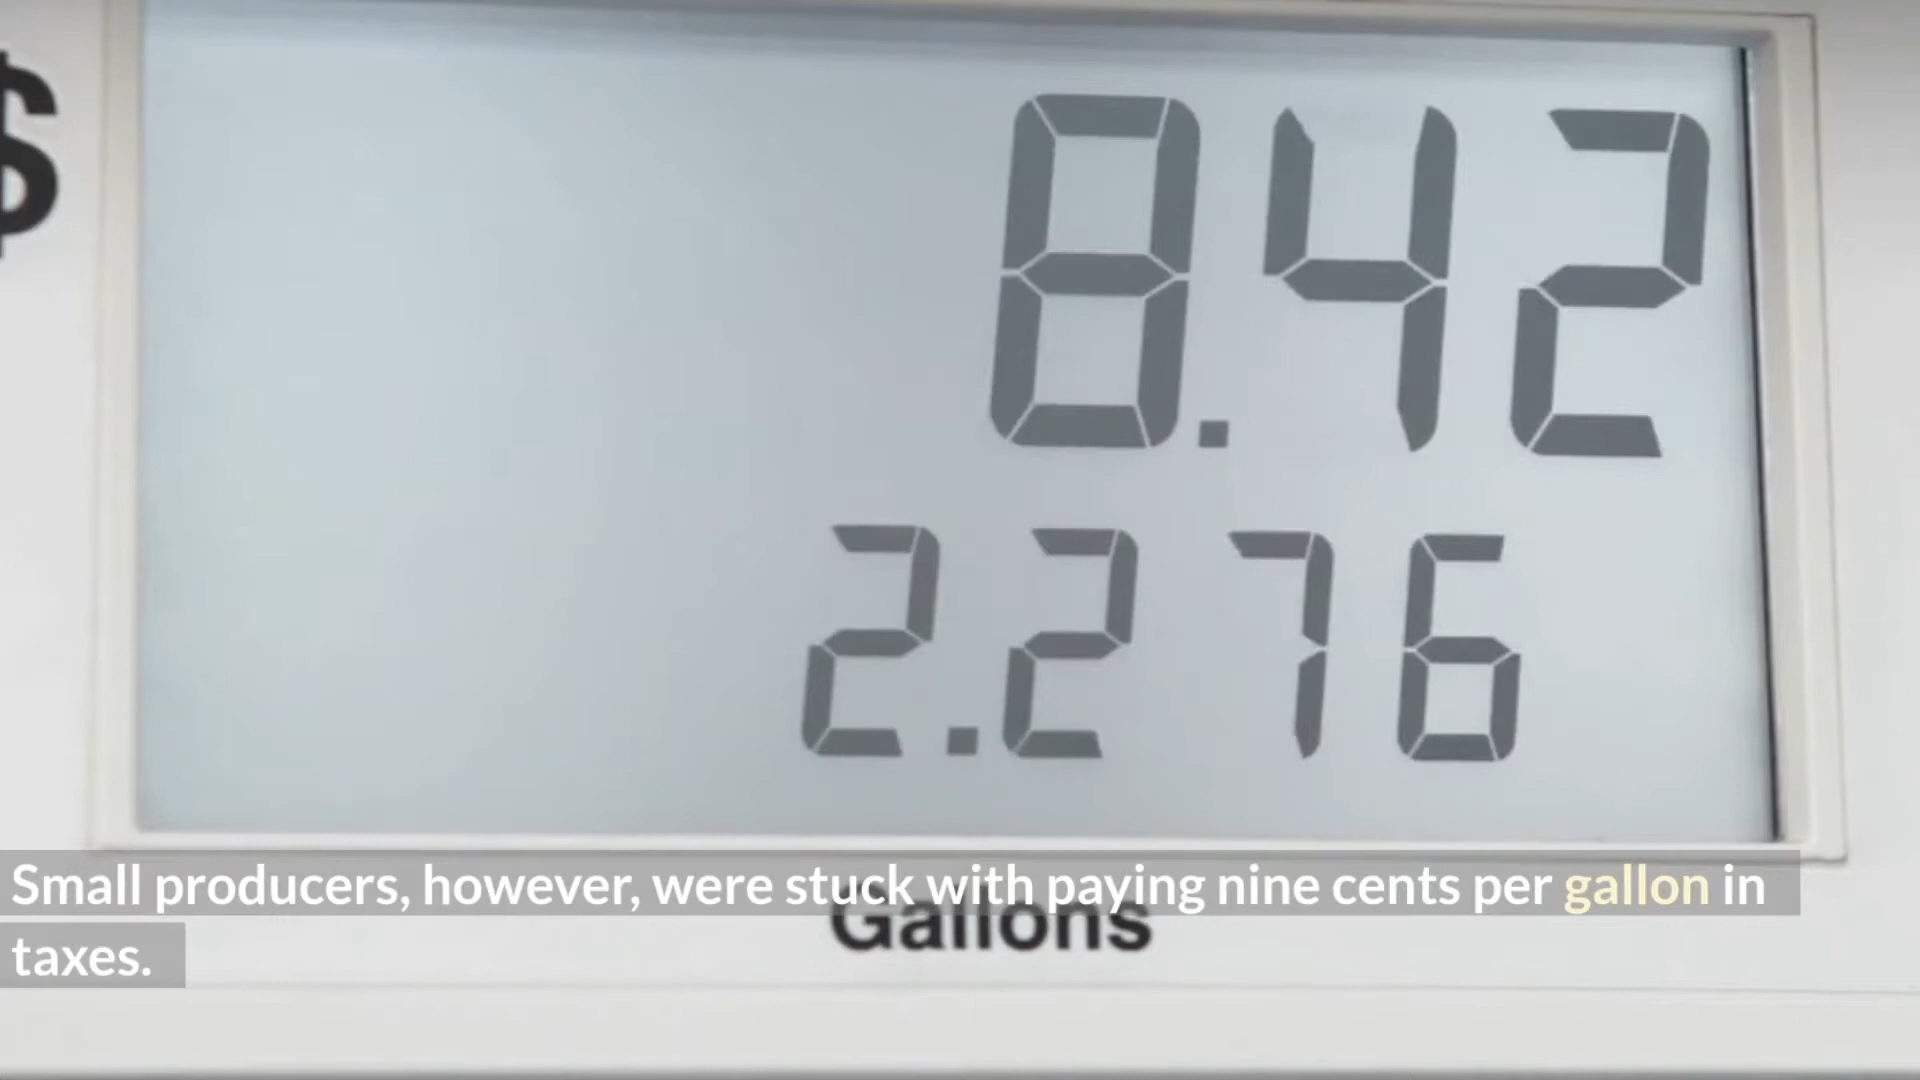 $
8.42
2.276
Gallons
Small producers, however, were stuck with paying nine cents per gallon in
taxes.